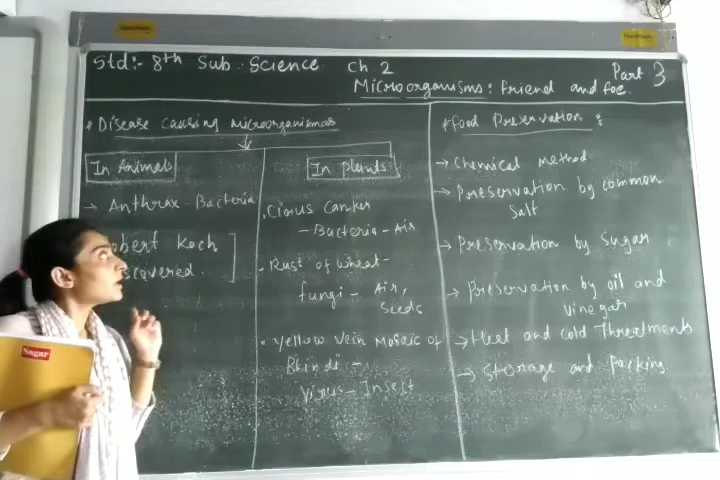 Std:- 8th Sub Science Ch. 2
Microorganisms: Friend and foe.
Part 3
* Disease Causing microorganismas
In Animals
→ Anthrax - Bacteria
obert Koch
scovered.
In plants
. Citrus Canker
- Bacteria - Air
. Rust of wheat -
fungi - Air,
Seeds
. Yellow vein Mosaic of
Bhindi -
Virus - Insect
* food Preservation :
→ Chemical method
→ Preservation by common
Salt
→ Preservation by Sugar
→ Preservation by oil and
vinegar
→ Heat and cold Threatments
→ Storage and Packing.
Sagar